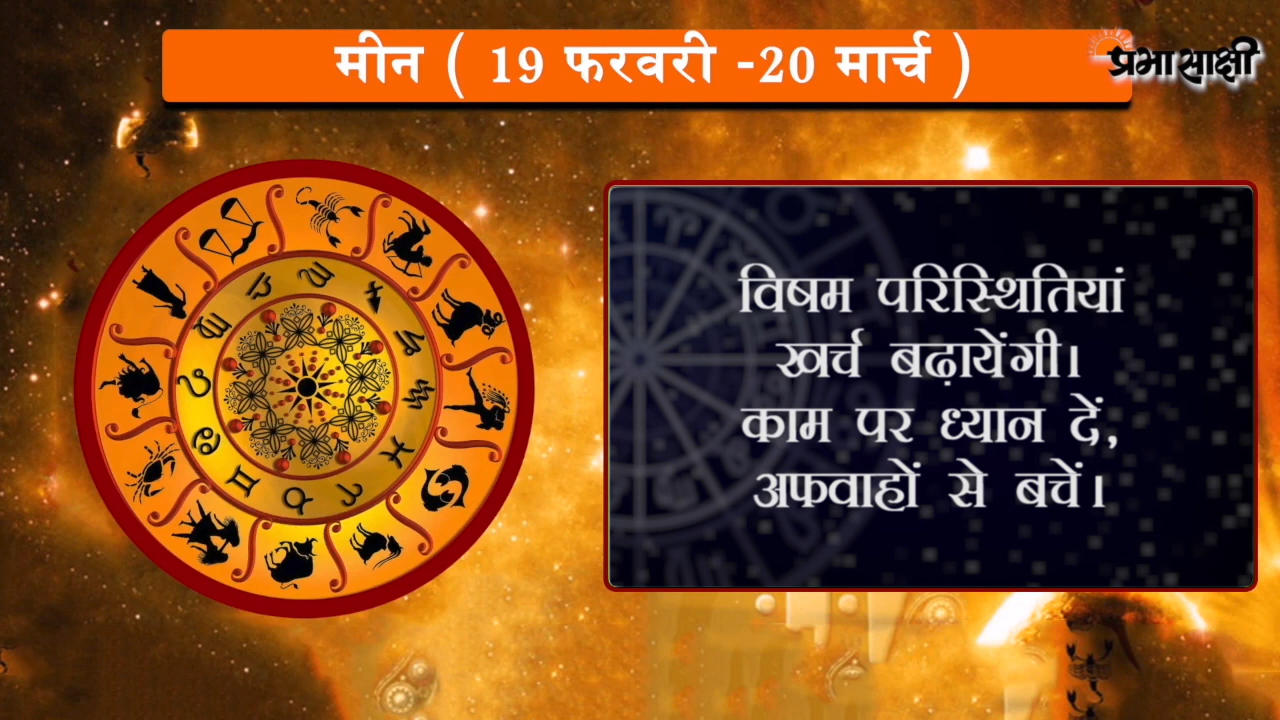 मीन ( 19 फरवरी -20 मार्च )
प्रभासाक्षी
विषम परिस्थितियां
खर्च बढ़ायेंगी।
काम पर ध्यान दें,
अफवाहों से बचें।